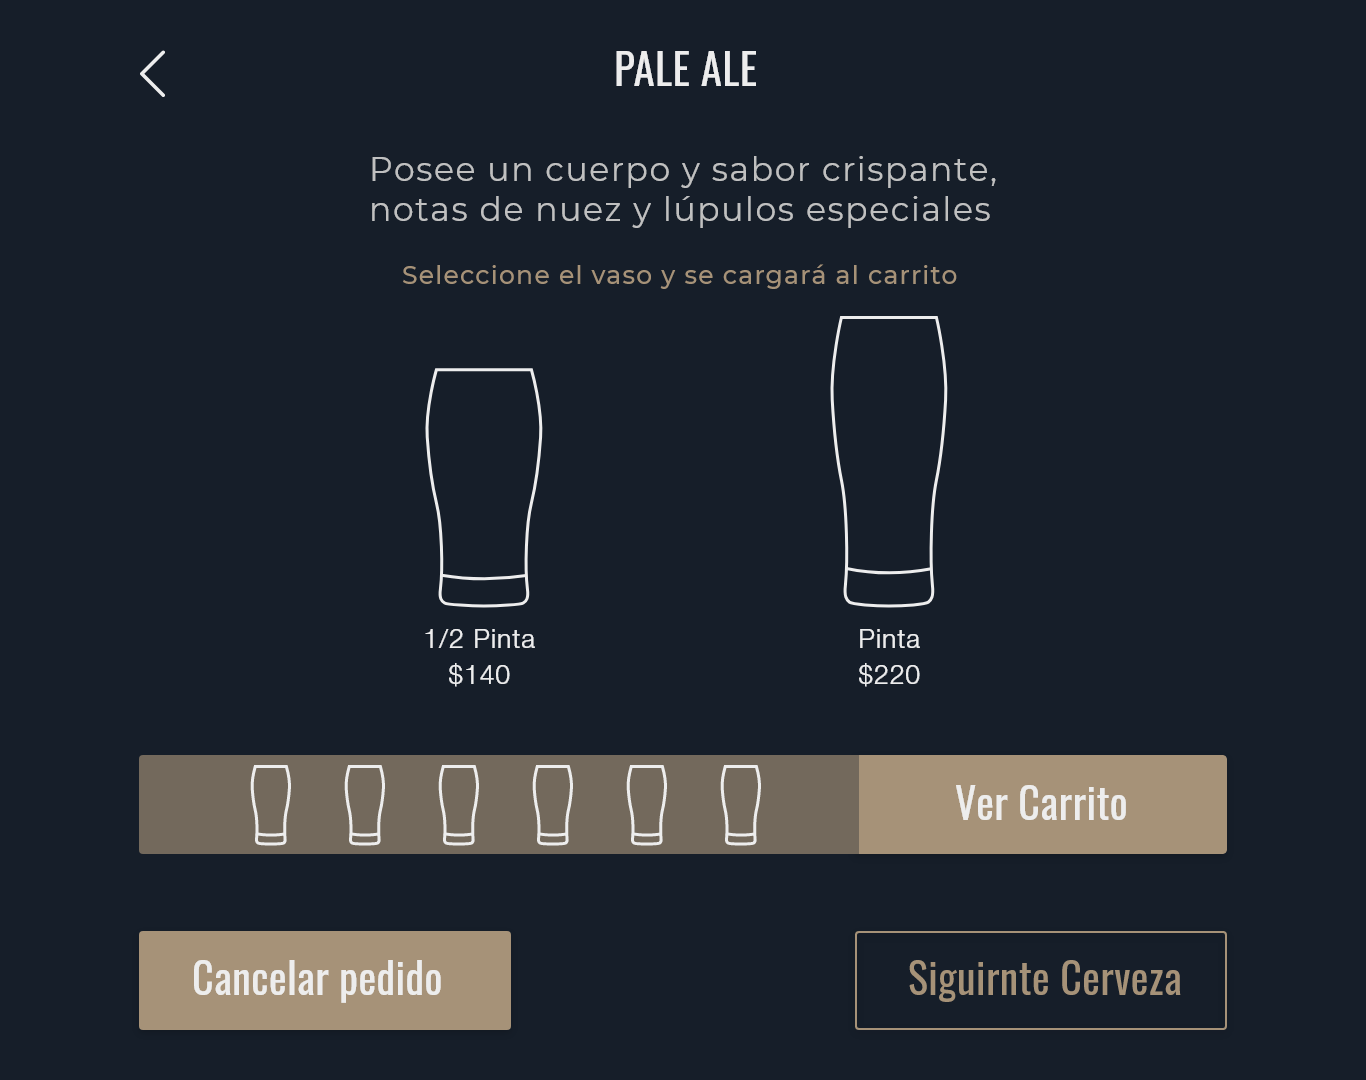 PALE ALE
Posee un cuerpo y sabor crispante,
notas de nuez y lúpulos especiales
Seleccione el vaso y se cargará al carrito
1/2 Pinta
$140
Pinta
$220
Ver Carrito
Cancelar pedido
Siguirnte Cerveza